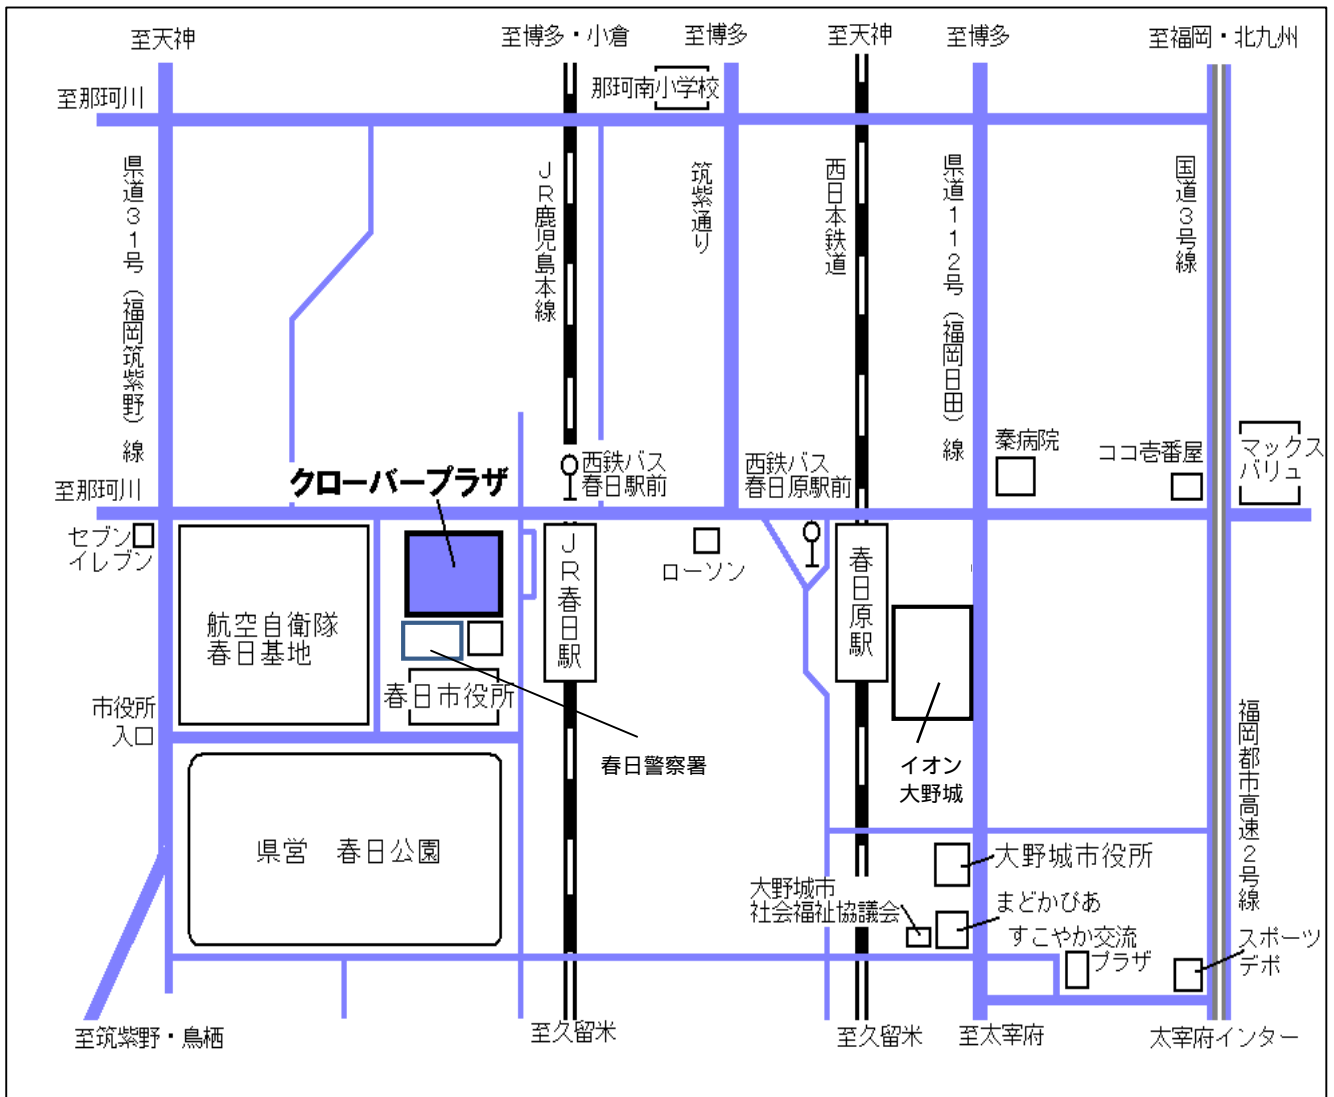 至天神
至博多・小倉
至博多
至天神
至博多
至福岡・北九州
那珂南小学校
至那珂川
県道31号（福岡筑紫野）線
JR鹿児島本線
筑紫通り
西日本鉄道
県道112号（福岡日田）線
国道3号線
秦病院
ココ壱番屋
マックス
バリュ
西鉄バス
春日駅前
西鉄バス
春日原駅前
クローバープラザ
至那珂川
セブン
イレブン
JR春日駅
ローソン
春日原駅
航空自衛隊
春日基地
春日市役所
市役所
入口
春日警察署
イオン
大野城
福岡都市高速2号線
県営　春日公園
大野城市役所
大野城市
社会福祉協議会
まどかぴあ
すこやか交流
プラザ
スポーツ
デポ
至筑紫野・鳥栖
至久留米
至久留米
至太宰府
太宰府インター